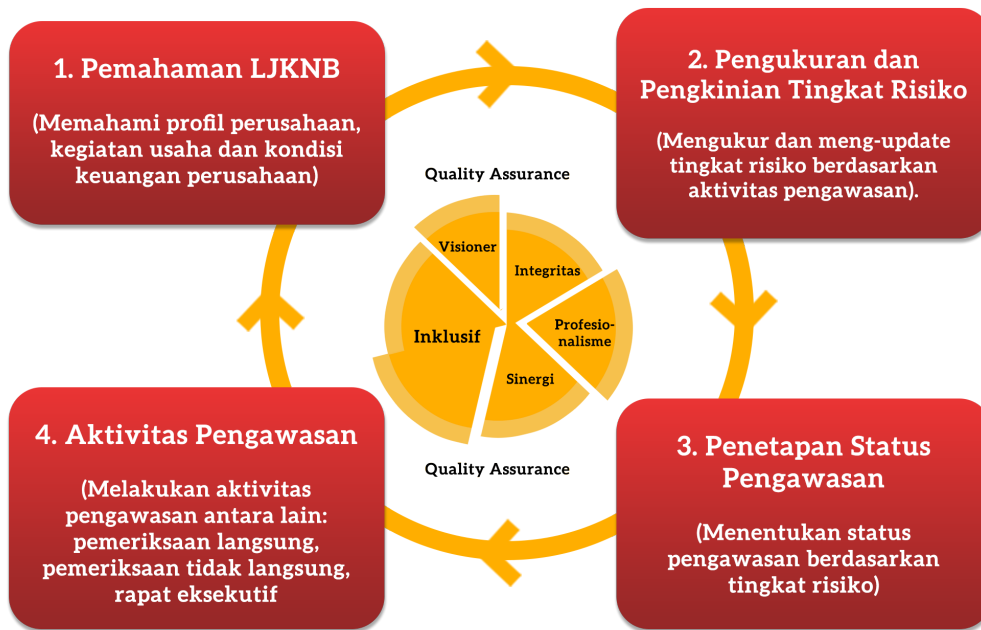 1. Pemahaman LJKNB
(Memahami profil perusahaan,
kegiatan usaha dan kondisi
keuangan perusahaan)
2. Pengukuran dan
Pengkinian Tingkat Risiko
(Mengukur dan meng-update
tingkat risiko berdasarkan
aktivitas pengawasan).
Quality Assurance
Visioner
Integritas
Profesio-
nalisme
Inklusif
Sinergi
Quality Assurance
4. Aktivitas Pengawasan
(Melakukan aktivitas
pengawasan antara lain:
pemeriksaan langsung,
pemeriksaan tidak langsung,
rapat eksekutif
3. Penetapan Status
Pengawasan
(Menentukan status
pengawasan berdasarkan
tingkat risiko)